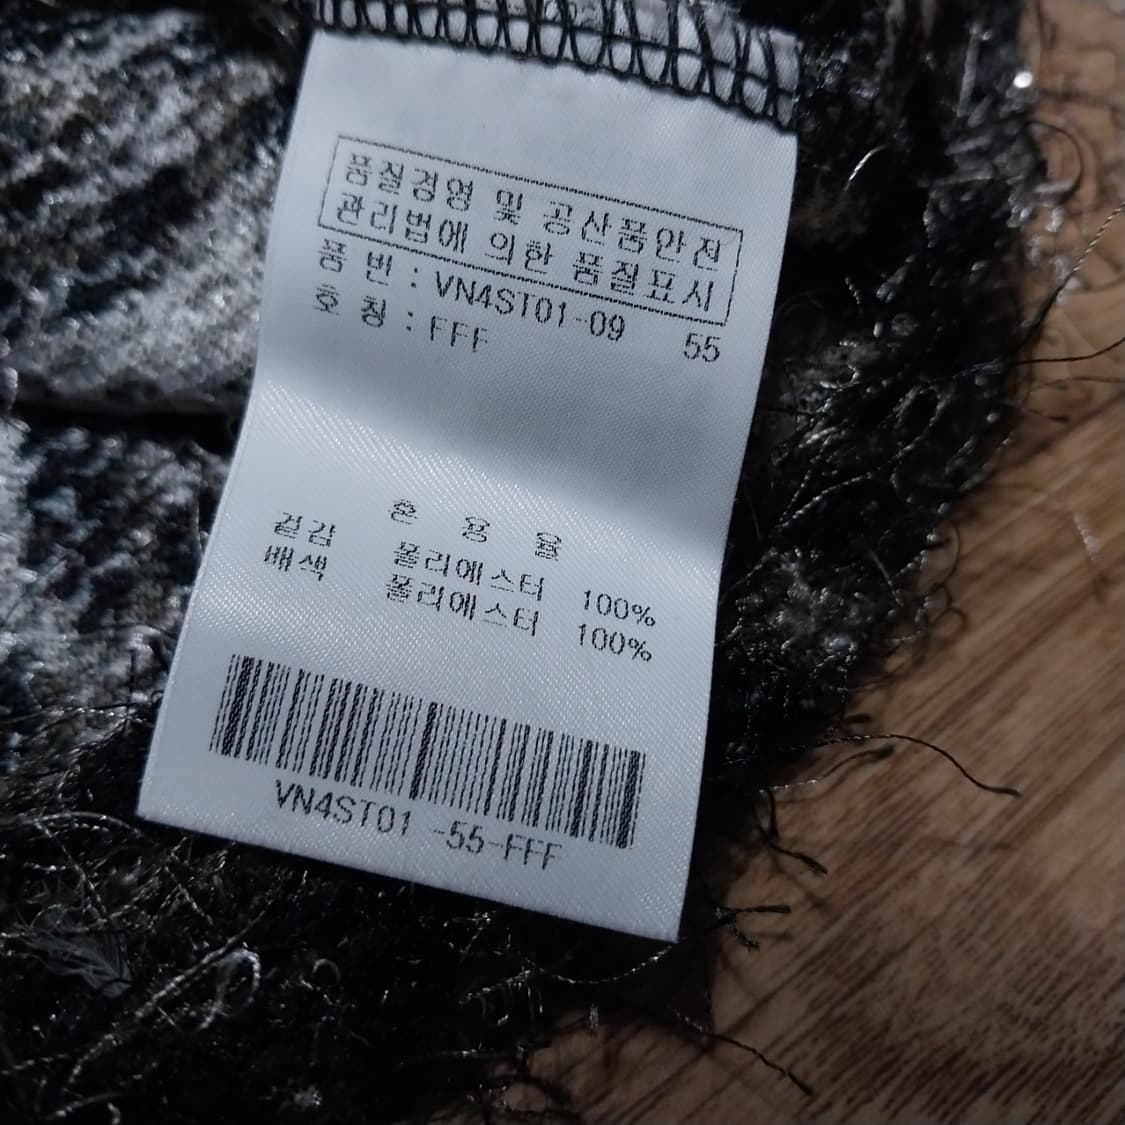 품질경영 및 공산품안전
관리법에 의한 품질표시
품 번 : VN4ST01-09 55
호 칭 : FFF
혼 용 율
겉감 폴리에스터 100%
배색 폴리에스터 100%
VN4ST01 -55-FFF